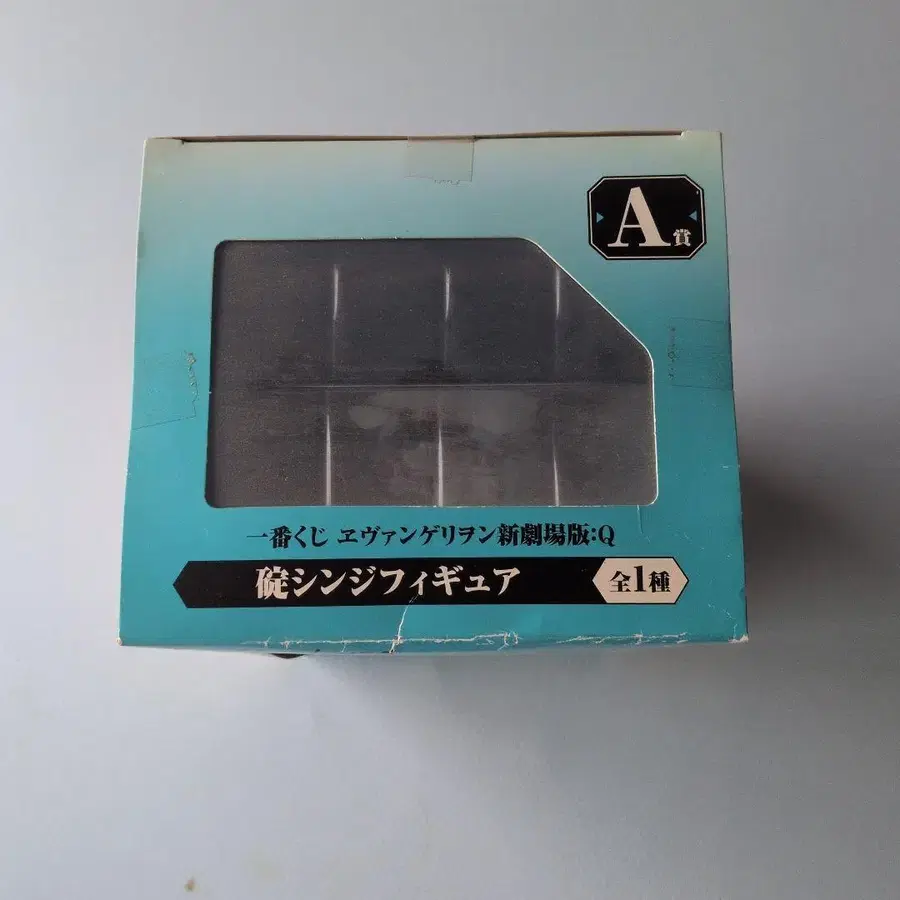 A賞
一番くじ ヱヴァンゲリヲン新劇場版:Q
碇シンジフィギュア
全1種